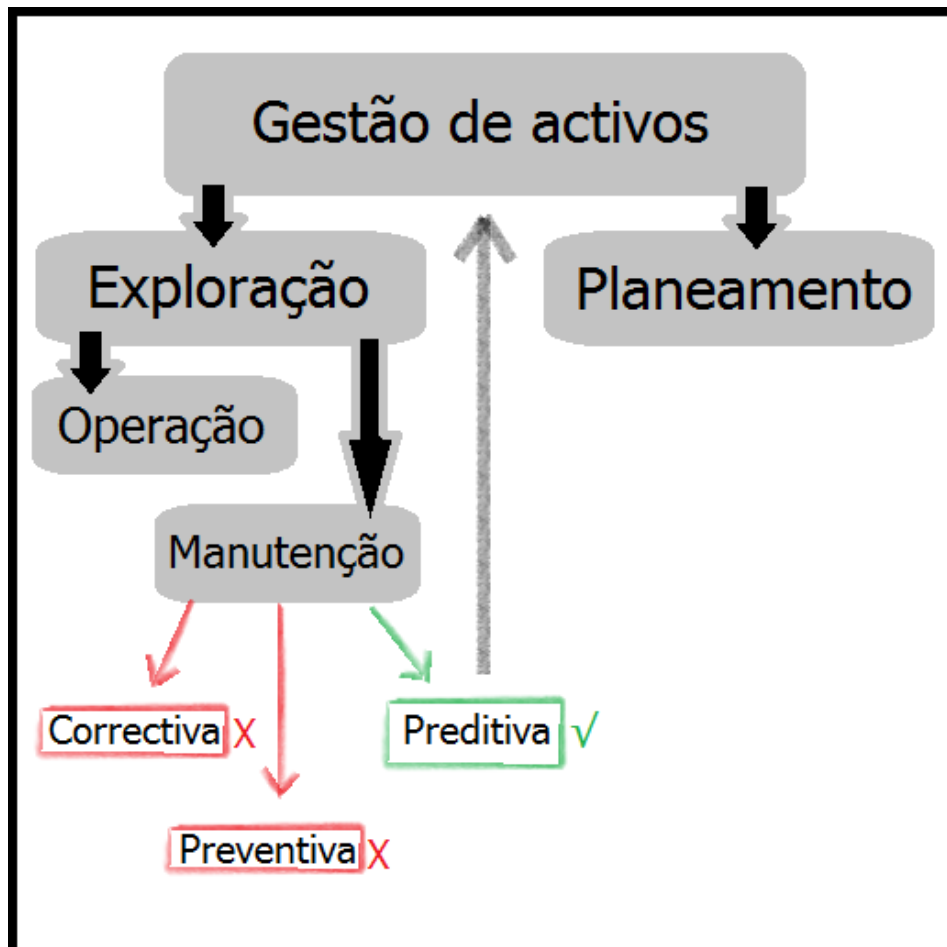 Gestão de activos
Exploração
Planeamento
Operação
Manutenção
Correctiva X
Preditiva √
Preventiva X